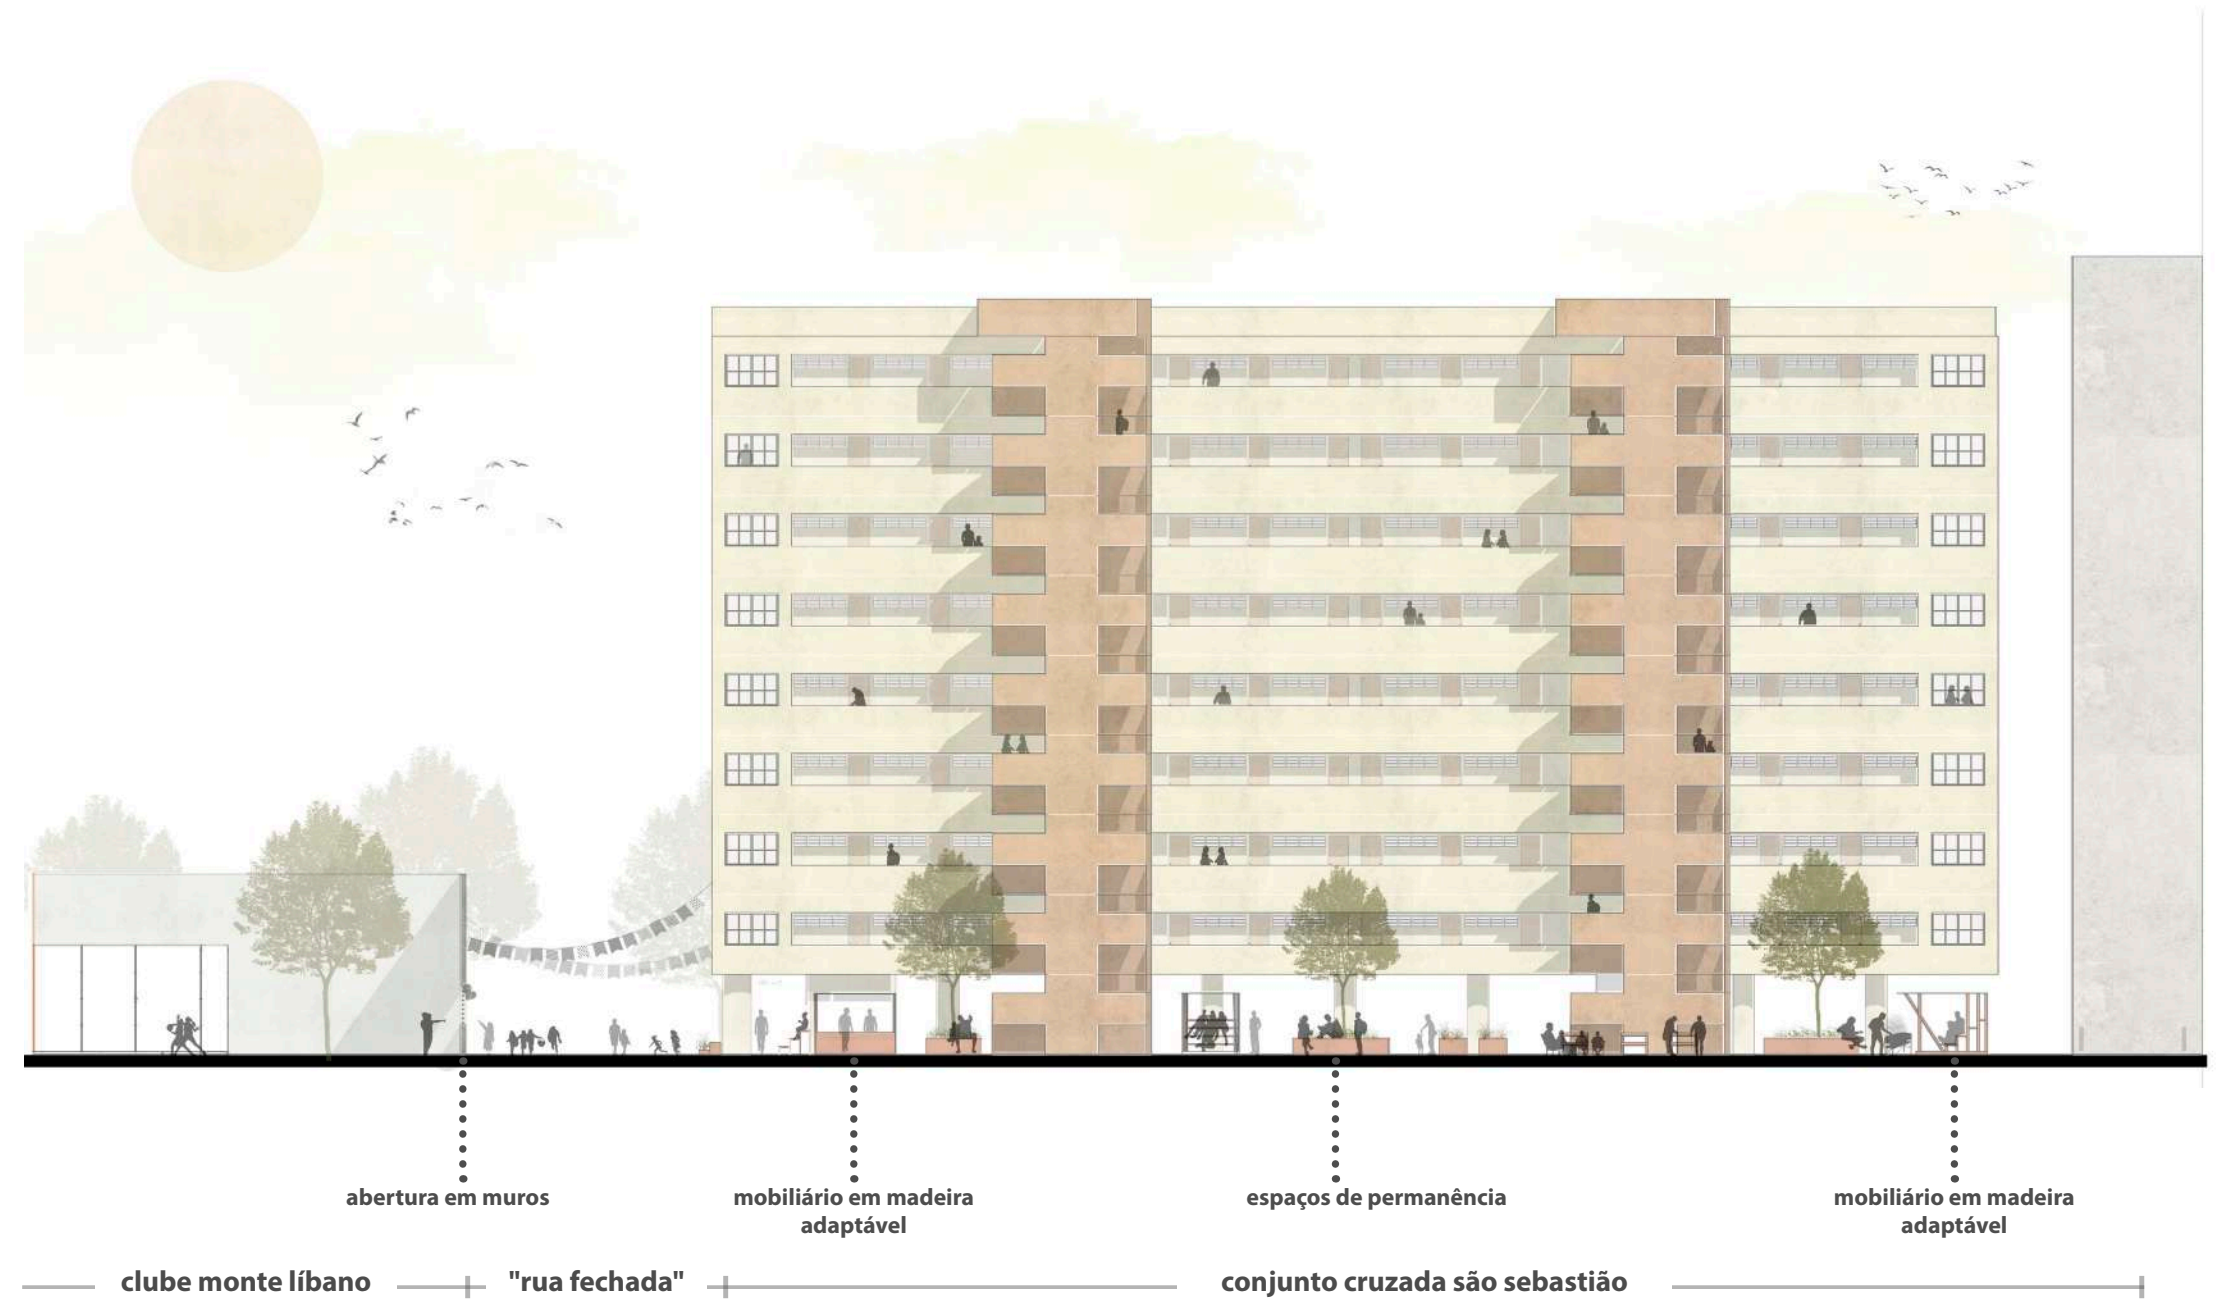 abertura em muros
mobiliário em madeira
adaptável
espaços de permanência
mobiliário em madeira
adaptável
clube monte líbano
"rua fechada"
conjunto cruzada são sebastião